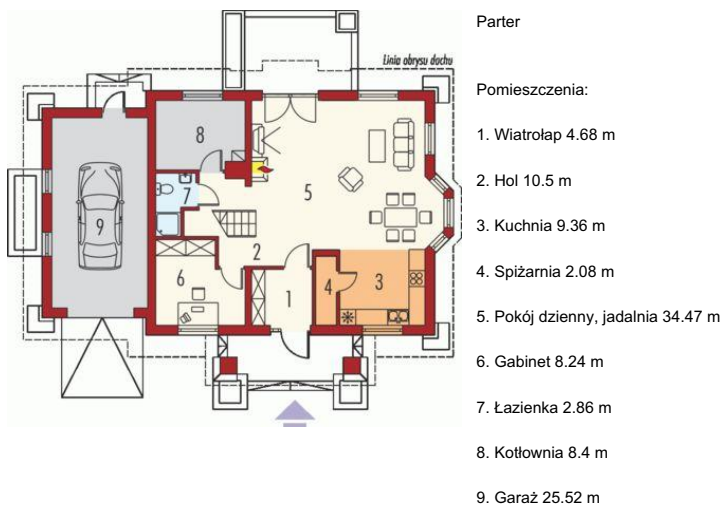 Parter
Linia obrysu dachu
Pomieszczenia:
1. Wiatrołap 4.68 m
2. Hol 10.5 m
3. Kuchnia 9.36 m
4. Spiżarnia 2.08 m
5. Pokój dzienny, jadalnia 34.47 m
6. Gabinet 8.24 m
7. Łazienka 2.86 m
8. Kotłownia 8.4 m
9. Garaż 25.52 m
8
7
5
9
2
6
1
4
3